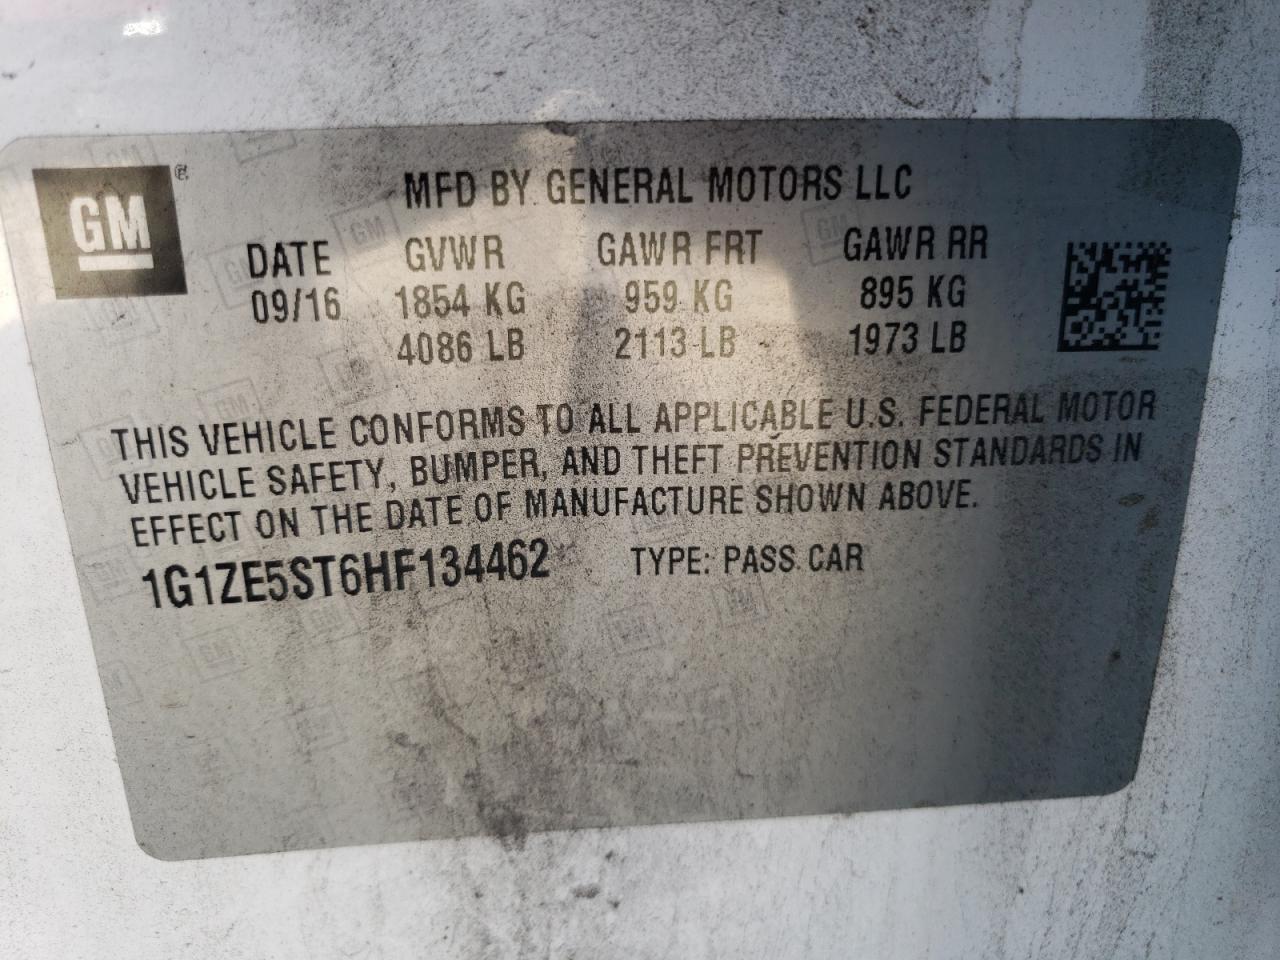 GM®
MFD BY GENERAL MOTORS LLC
DATE GVWR GAWR FRT GAWR RR
09/16 1854 KG 959 KG 895 KG
4086 LB 2113 LB 1973 LB
THIS VEHICLE CONFORMS TO ALL APPLICABLE U.S. FEDERAL MOTOR
VEHICLE SAFETY, BUMPER, AND THEFT PREVENTION STANDARDS IN
EFFECT ON THE DATE OF MANUFACTURE SHOWN ABOVE.
1G1ZE5ST6HF134462 TYPE: PASS CAR